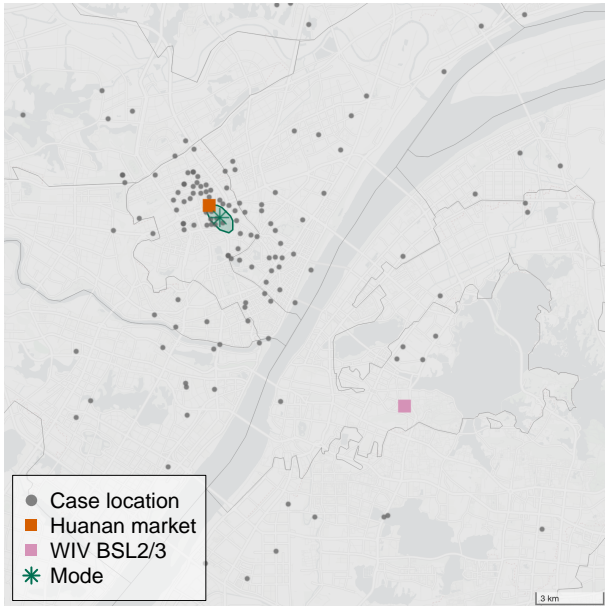 Case location
Huanan market
WIV BSL2/3
Mode
3 km